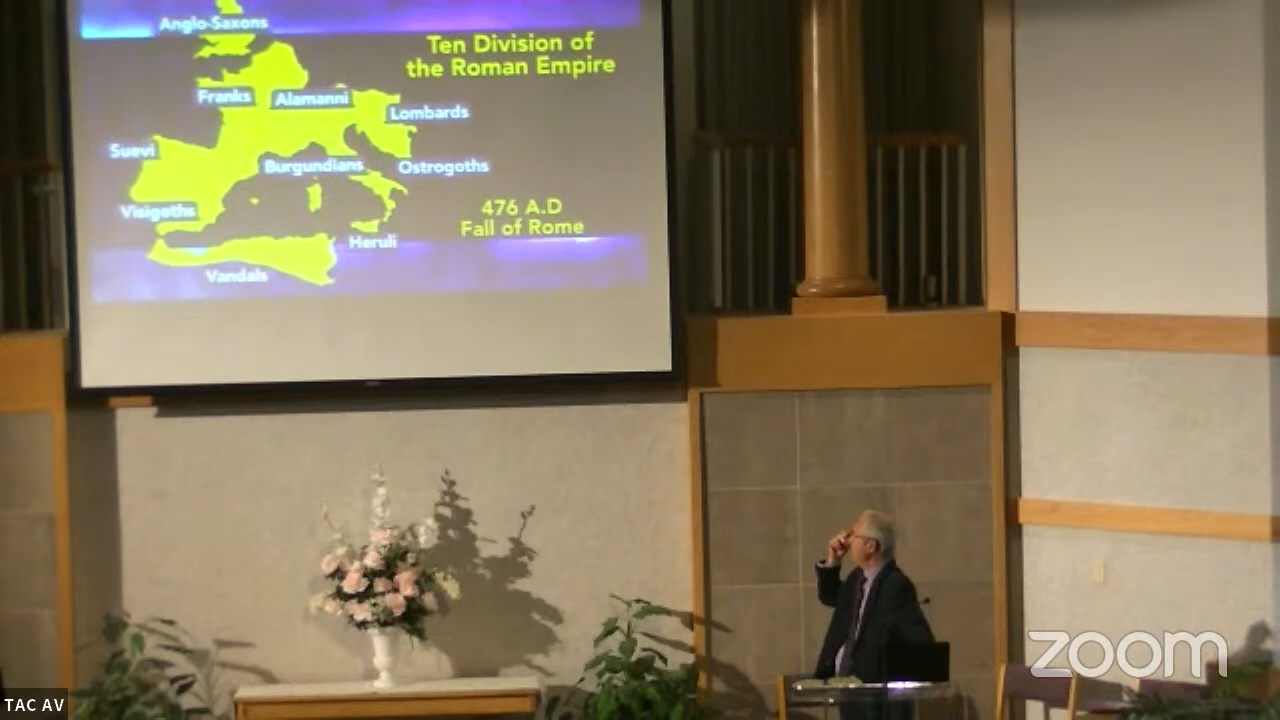 Anglo-Saxons
Ten Division of
the Roman Empire
Franks
Alamanni
Lombards
Suevi
Burgundians
Ostrogoths
Visigoths
476 A.D
Fall of Rome
Heruli
Vandals
zoom
TAC AV